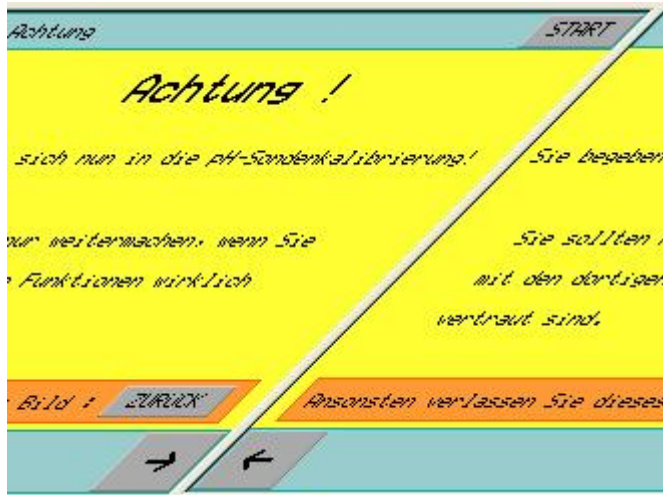 Achtung START
Achtung !
Sie begeben sich nun in die pH-Sondenkalibrierung!
Sie sollten nur weitermachen, wenn Sie
mit den dortigen Funktionen wirklich
vertraut sind.
Ansonsten verlassen Sie dieses Bild : ZURÜCK